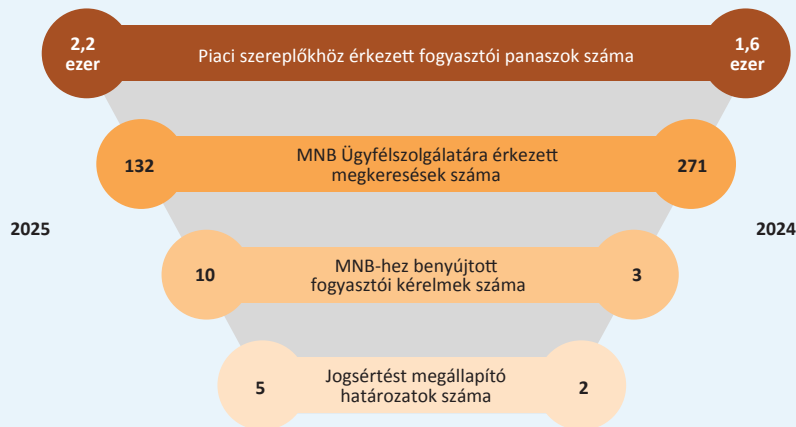 2,2
ezer
Piaci szereplőkhöz érkezett fogyasztói panaszok száma
1,6
ezer
132
MNB Ügyfélszolgálatára érkezett
megkeresések száma
271
2025
2024
10
MNB-hez benyújtott
fogyasztói kérelmek száma
3
5
Jogsértést megállapító
határozatok száma
2